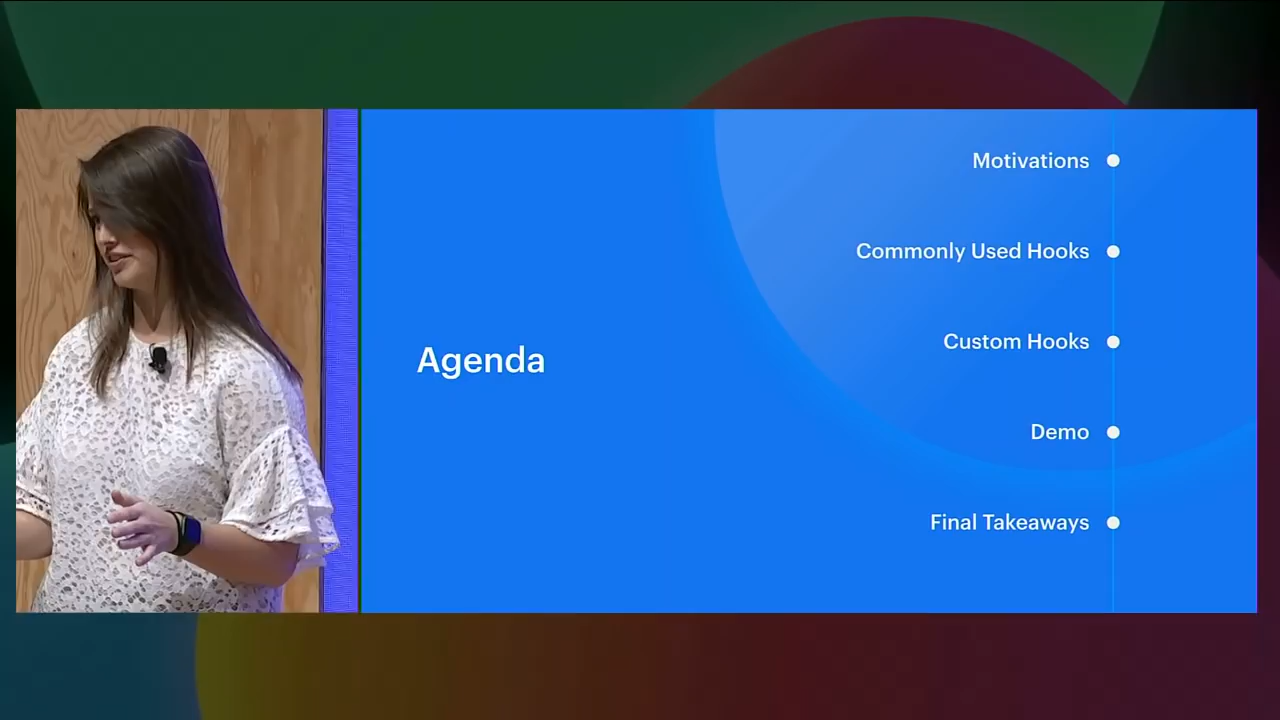 Agenda
Motivations
Commonly Used Hooks
Custom Hooks
Demo
Final Takeaways